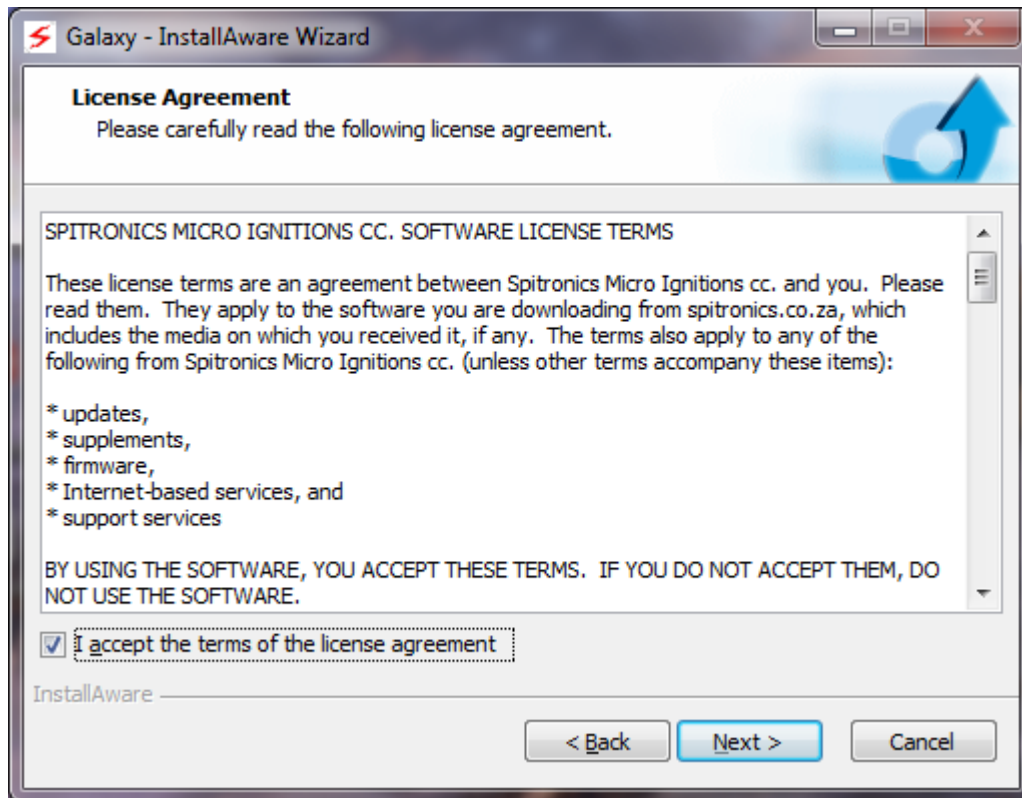 Galaxy - InstallAware Wizard
License Agreement
Please carefully read the following license agreement.
SPITRONICS MICRO IGNITIONS CC. SOFTWARE LICENSE TERMS
These license terms are an agreement between Spitronics Micro Ignitions cc. and you.  Please
read them.  They apply to the software you are downloading from spitronics.co.za, which
includes the media on which you received it, if any.  The terms also apply to any of the
following from Spitronics Micro Ignitions cc. (unless other terms accompany these items):
* updates,
* supplements,
* firmware,
* Internet-based services, and
* support services
BY USING THE SOFTWARE, YOU ACCEPT THESE TERMS.  IF YOU DO NOT ACCEPT THEM, DO
NOT USE THE SOFTWARE.
I accept the terms of the license agreement
InstallAware
< Back Next > Cancel